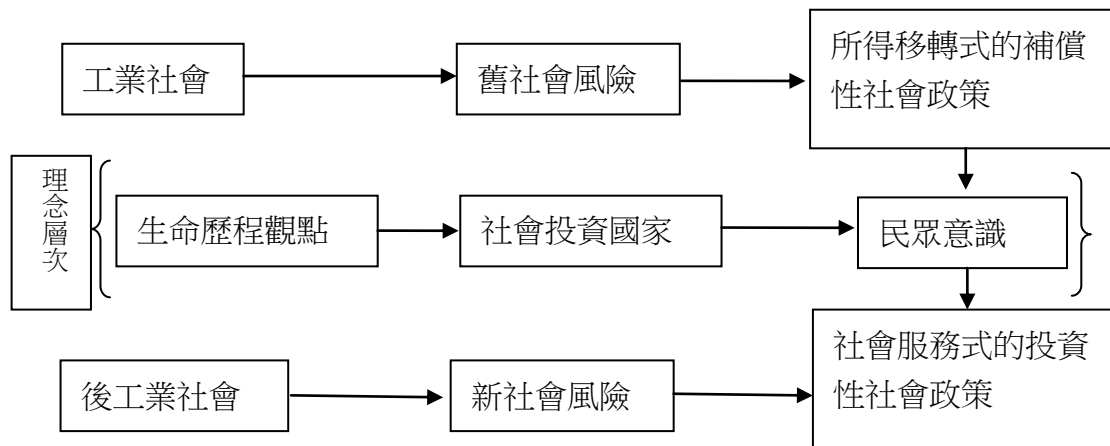 工業社會
舊社會風險
所得移轉式的補償
性社會政策
理念層次
生命歷程觀點
社會投資國家
民眾意識
後工業社會
新社會風險
社會服務式的投資
性社會政策